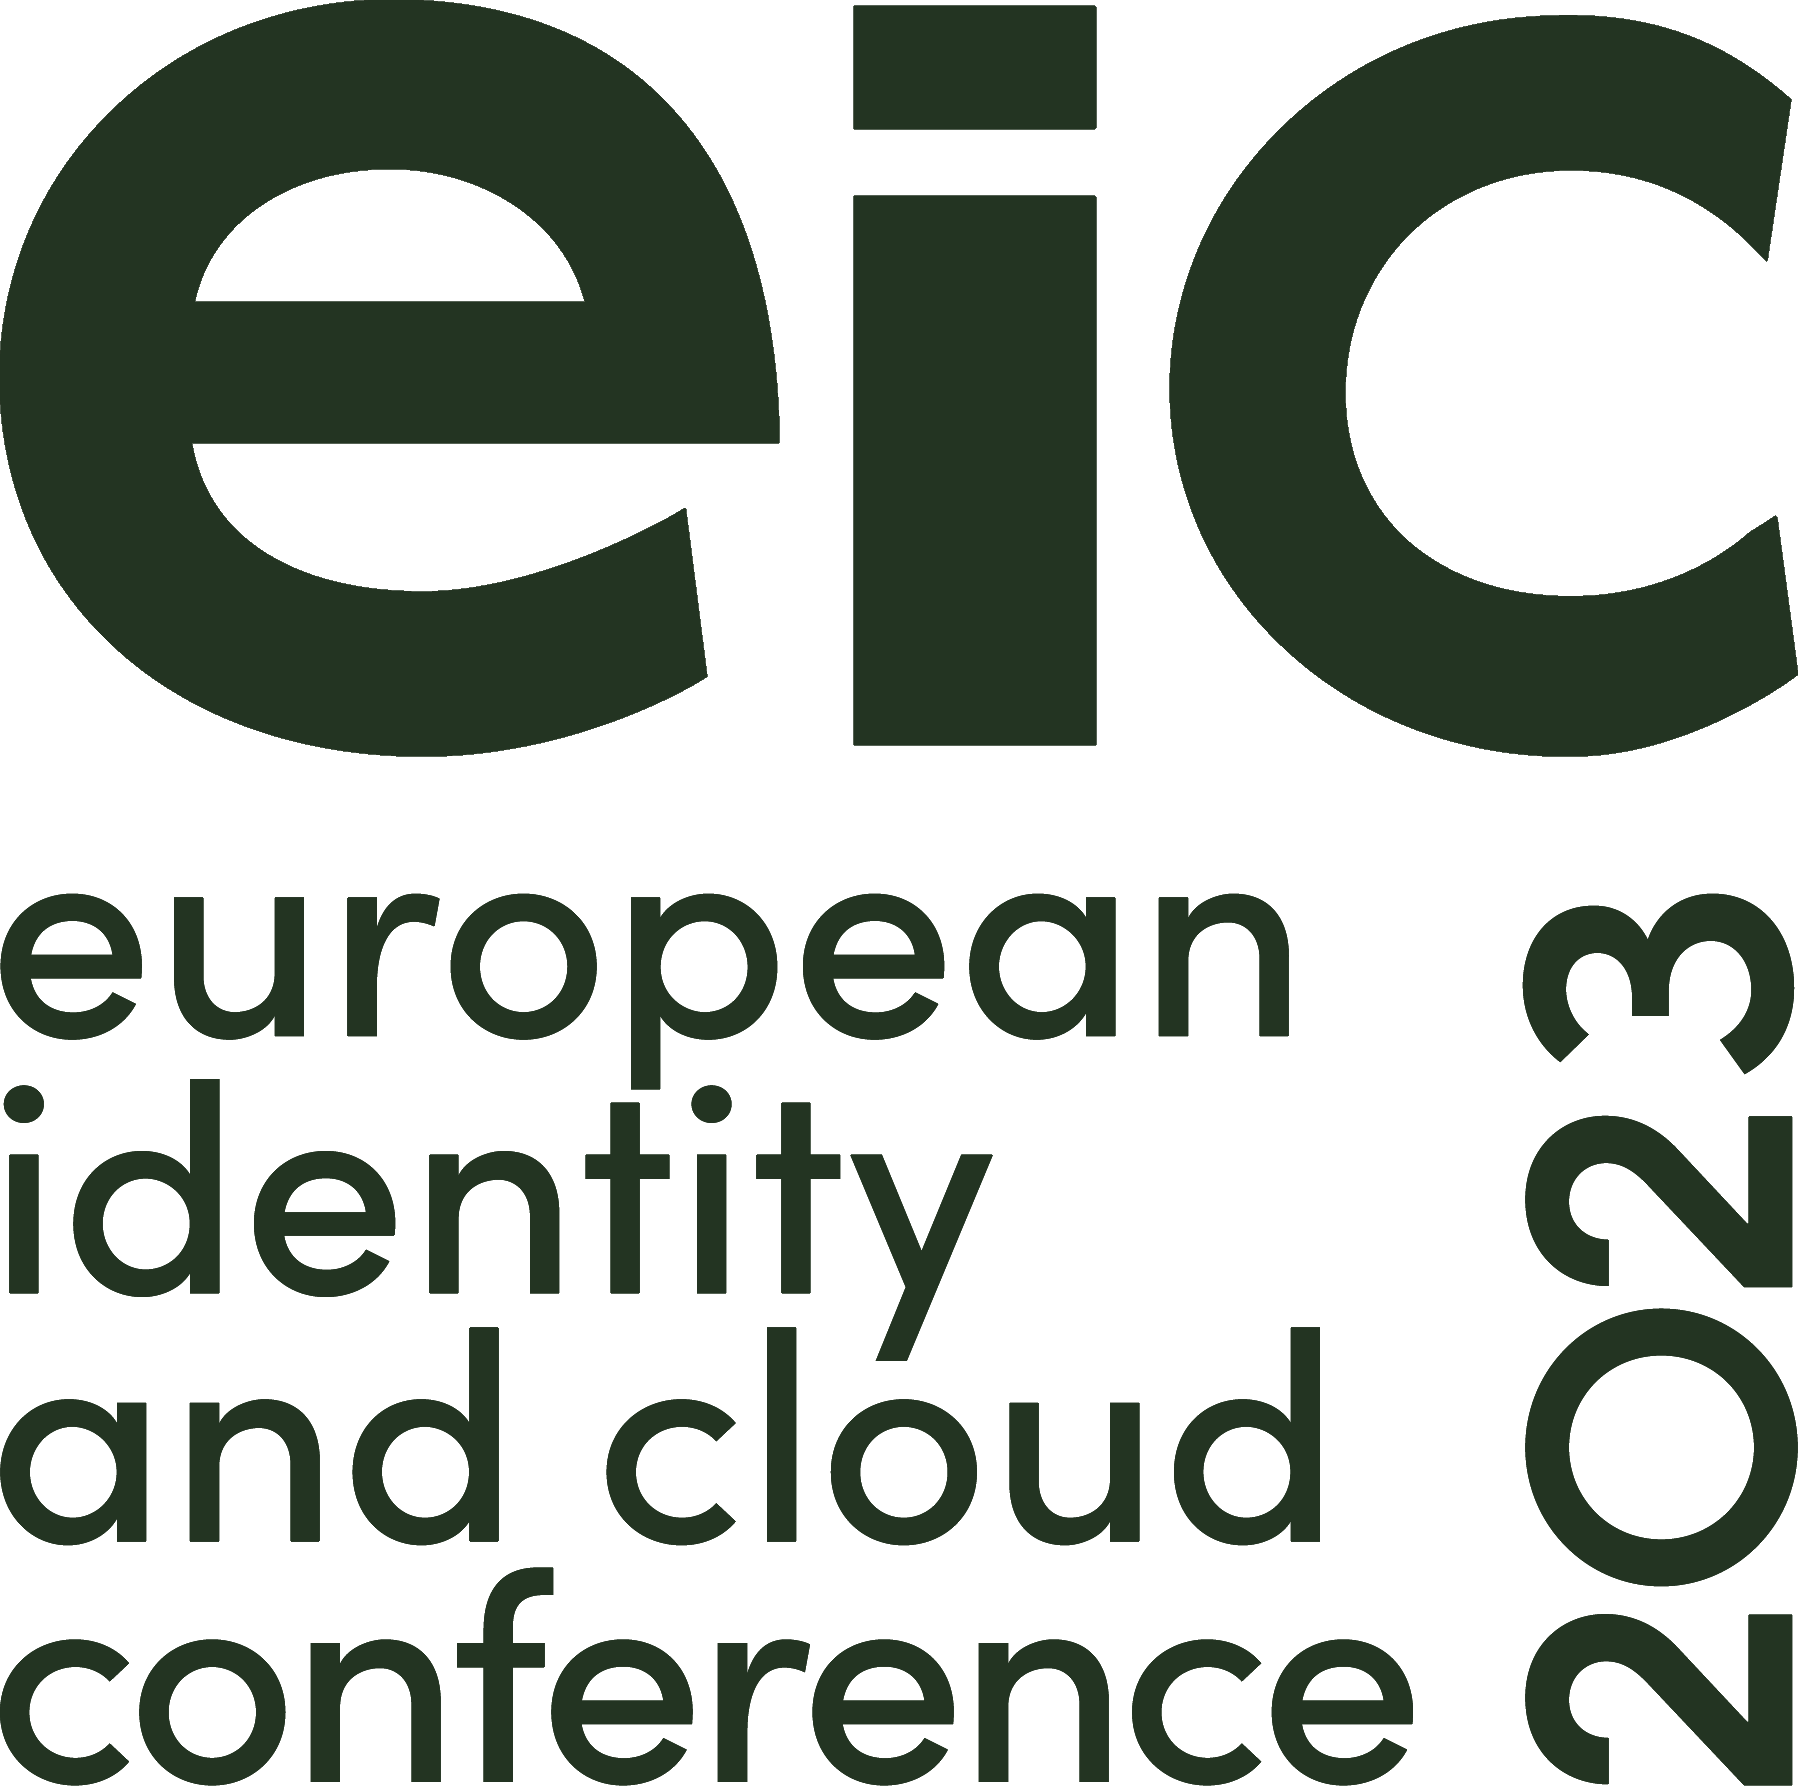 eic
european
identity
and cloud
conference
2023